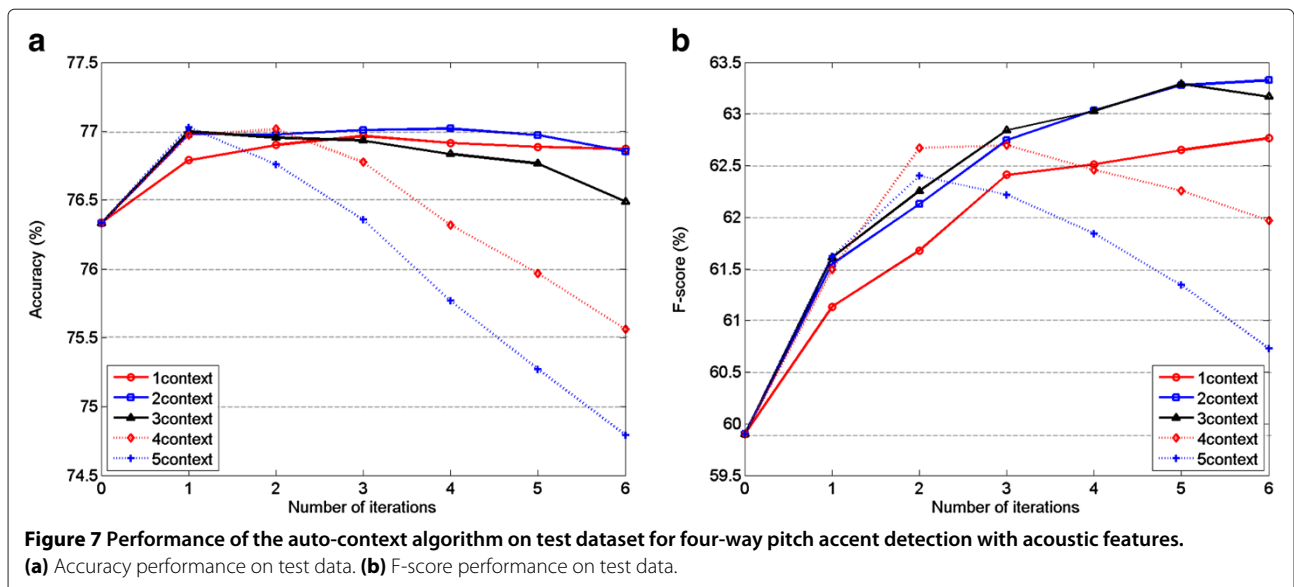 a
77.5
77
76.5
76
75.5
75
74.5
Accuracy (%)
0 1 2 3 4 5 6
Number of iterations
1context
2context
3context
4context
5context
b
63.5
63
62.5
62
61.5
61
60.5
60
59.5
F-score (%)
0 1 2 3 4 5 6
Number of iterations
1context
2context
3context
4context
5context
Figure 7 Performance of the auto-context algorithm on test dataset for four-way pitch accent detection with acoustic features.
(a) Accuracy performance on test data. (b) F-score performance on test data.